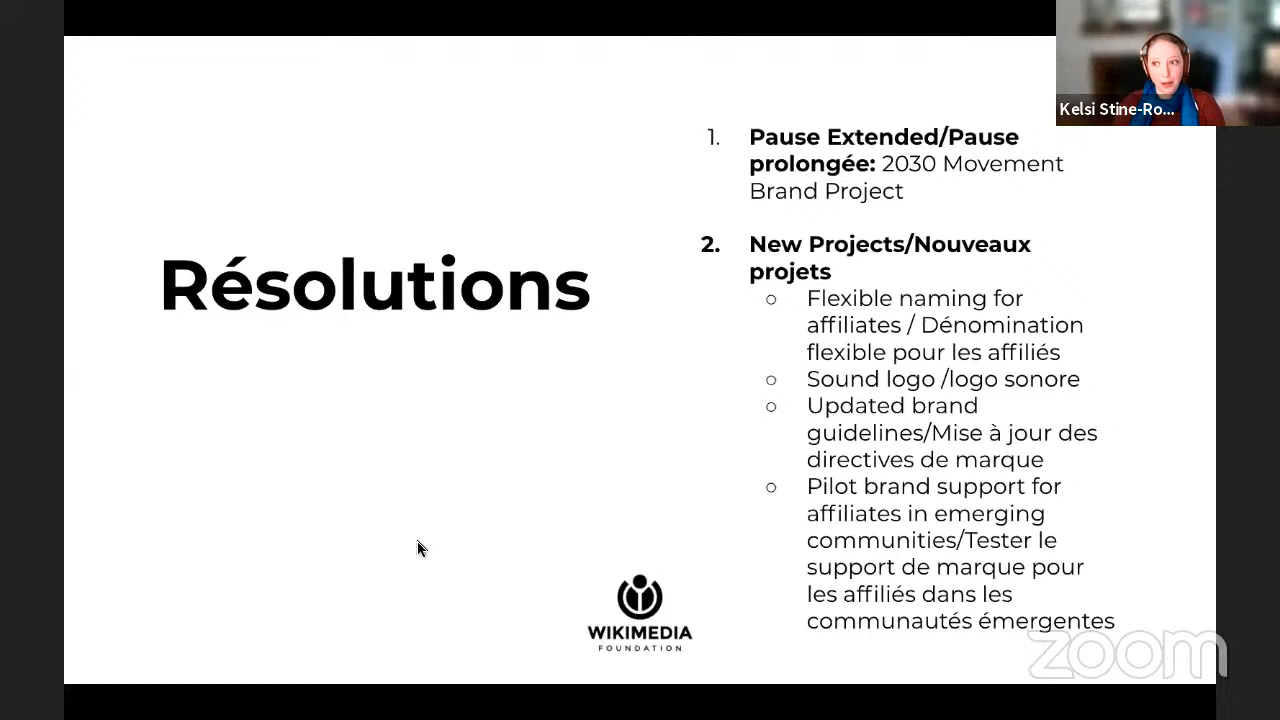 Kelsi Stine-Ro...
Résolutions
1. Pause Extended/Pause
prolongée: 2030 Movement
Brand Project
2. New Projects/Nouveaux
projets
○ Flexible naming for
affiliates / Dénomination
flexible pour les affiliés
○ Sound logo /logo sonore
○ Updated brand
guidelines/Mise à jour des
directives de marque
○ Pilot brand support for
affiliates in emerging
communities/Tester le
support de marque pour
les affiliés dans les
communautés émergentes
WIKIMEDIA
FOUNDATION
zoom